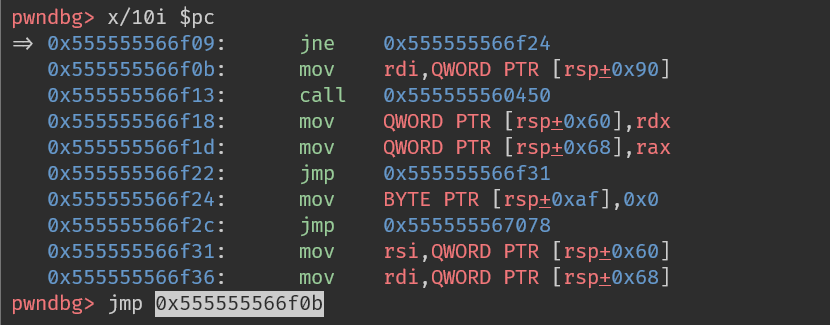 pwndbg> x/10i $pc
=> 0x555555566f09: jne 0x555555566f24
0x555555566f0b: mov rdi,QWORD PTR [rsp+0x90]
0x555555566f13: call 0x555555560450
0x555555566f18: mov QWORD PTR [rsp+0x60],rdx
0x555555566f1d: mov QWORD PTR [rsp+0x68],rax
0x555555566f22: jmp 0x555555566f31
0x555555566f24: mov BYTE PTR [rsp+0xaf],0x0
0x555555566f2c: jmp 0x555555567078
0x555555566f31: mov rsi,QWORD PTR [rsp+0x60]
0x555555566f36: mov rdi,QWORD PTR [rsp+0x68]
pwndbg> jmp 0x555555566f0b